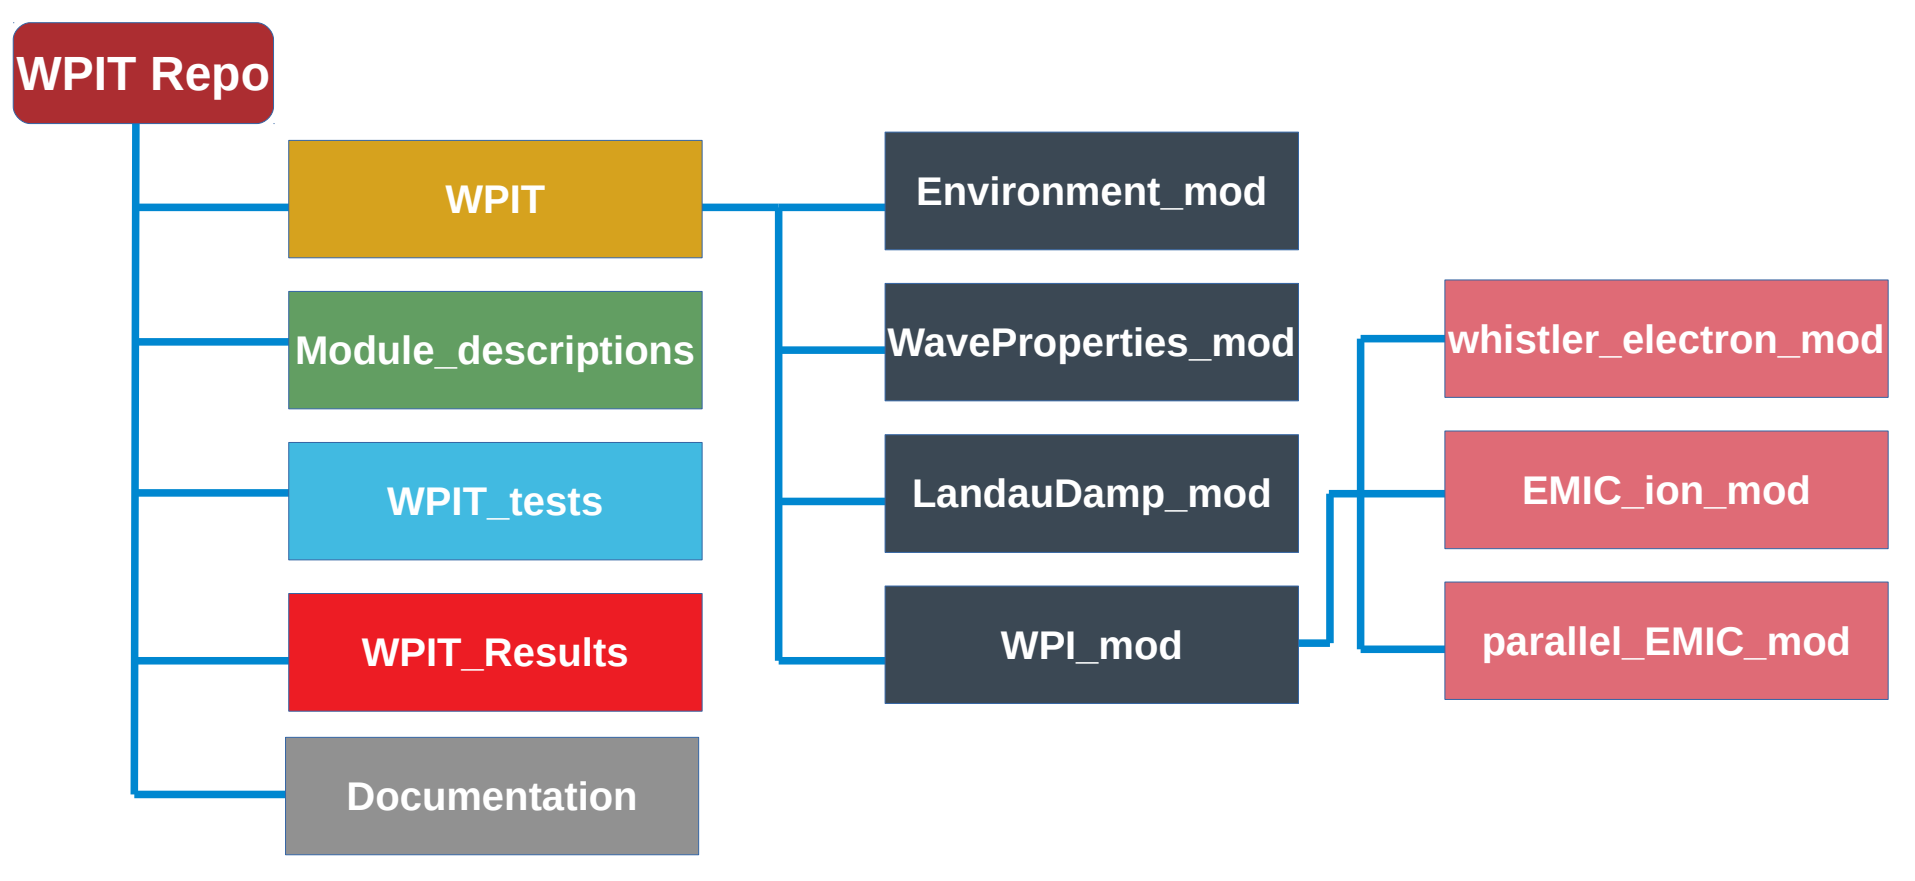 WPIT Repo
WPIT
Module_descriptions
WPIT_tests
WPIT_Results
Documentation
Environment_mod
WaveProperties_mod
LandauDamp_mod
WPI_mod
whistler_electron_mod
EMIC_ion_mod
parallel_EMIC_mod